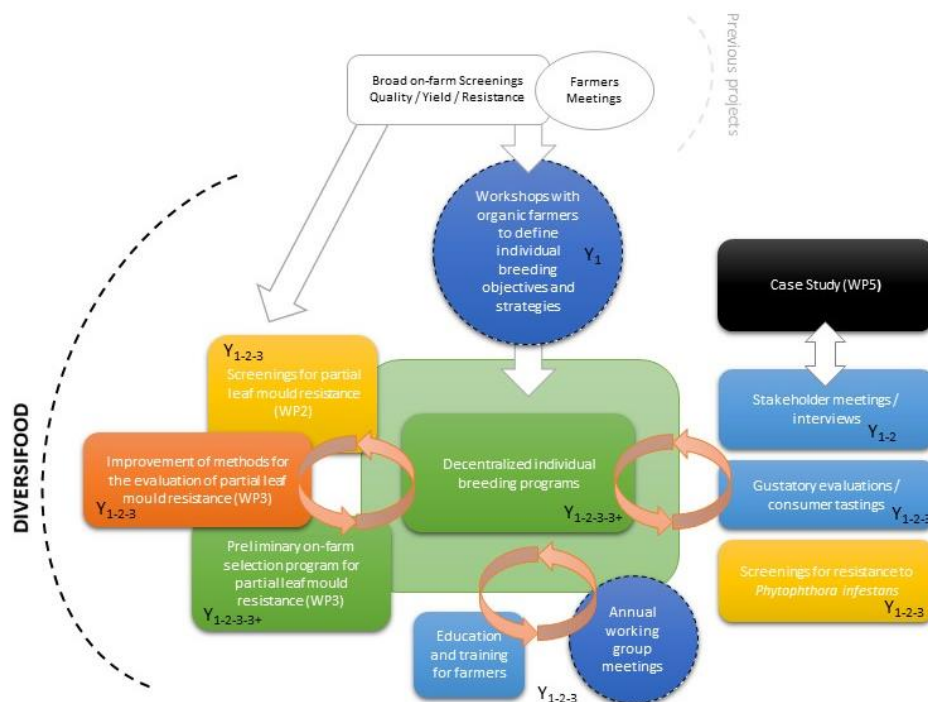 Previous projects
Broad on-farm Screenings
Quality / Yield / Resistance
Farmers
Meetings
Workshops with
organic farmers
to define
individual
breeding
objectives and
strategies
Y1
Case Study (WP5)
DIVERSIFOOD
Y1-2-3
Screenings for partial
leaf mould resistance
(WP2)
Improvement of methods for
the evaluation of partial leaf
mould resistance (WP3)
Y1-2-3
Preliminary on-farm
selection program for
partial leaf mould
resistance (WP3)
Y1-2-3-3+
Decentralized individual
breeding programs
Y1-2-3-3+
Stakeholder meetings /
interviews
Y1-2
Gustatory evaluations /
consumer tastings
Y1-2-3
Screenings for resistance to
Phytophthora infestans
Y1-2-3
Education
and training
for farmers
Annual
working
group
meetings
Y1-2-3